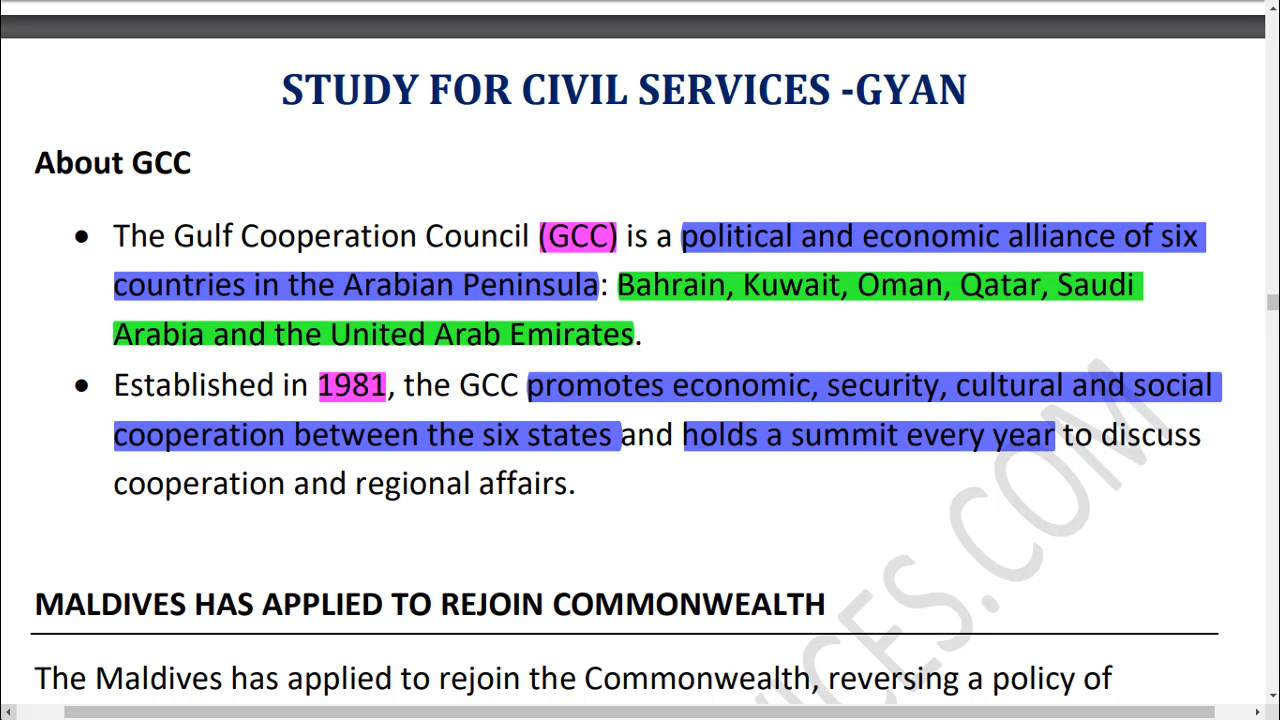 STUDY FOR CIVIL SERVICES -GYAN
About GCC
• The Gulf Cooperation Council (GCC) is a political and economic alliance of six
countries in the Arabian Peninsula: Bahrain, Kuwait, Oman, Qatar, Saudi
Arabia and the United Arab Emirates.
• Established in 1981, the GCC promotes economic, security, cultural and social
cooperation between the six states and holds a summit every year to discuss
cooperation and regional affairs.
MALDIVES HAS APPLIED TO REJOIN COMMONWEALTH
The Maldives has applied to rejoin the Commonwealth, reversing a policy of
VICES.COM